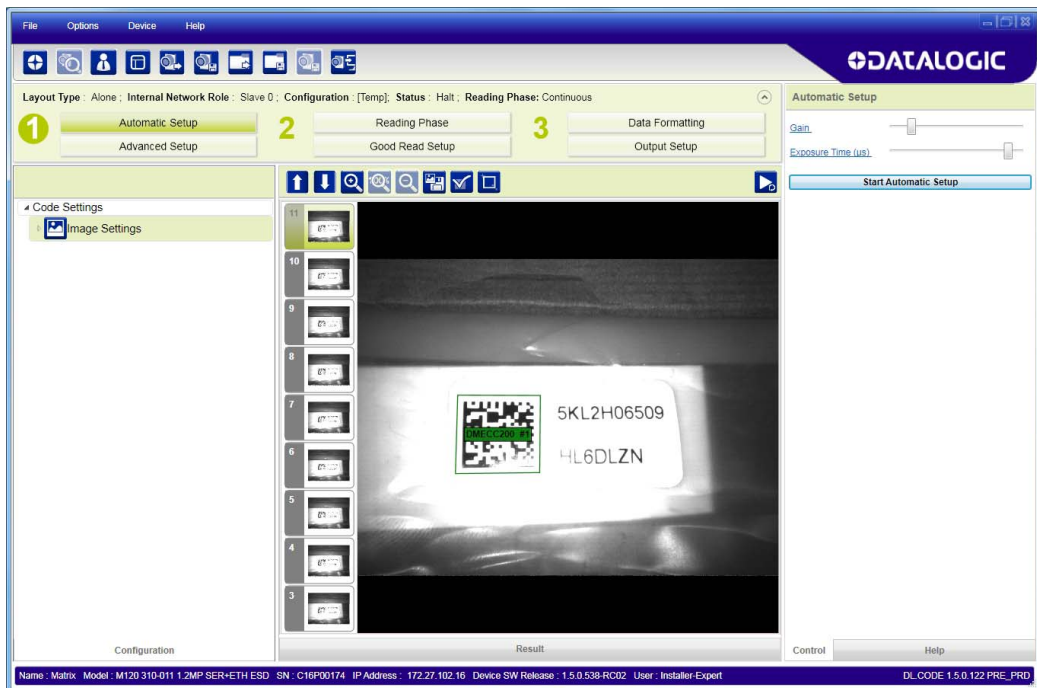 File Options Device Help
DATALOGIC
Layout Type : Alone ; Internal Network Role : Slave 0 ; Configuration : [Temp]; Status : Halt ; Reading Phase: Continuous
1 Automatic Setup 2 Reading Phase 3 Data Formatting
Advanced Setup Good Read Setup Output Setup
Automatic Setup
Gain
Exposure Time (µs)
Start Automatic Setup
Code Settings
Image Settings
11
10
9
8
7
6
5
4
3
DMECC200 #1
5KL2H06509
HL6DLZN
Configuration Result Control Help
Name : Matrix Model : M120 310-011 1.2MP SER+ETH ESD SN : C16P00174 IP Address : 172.27.102.16 Device SW Release : 1.5.0.538-RC02 User : Installer-Expert DL.CODE 1.5.0.122 PRE_PRD